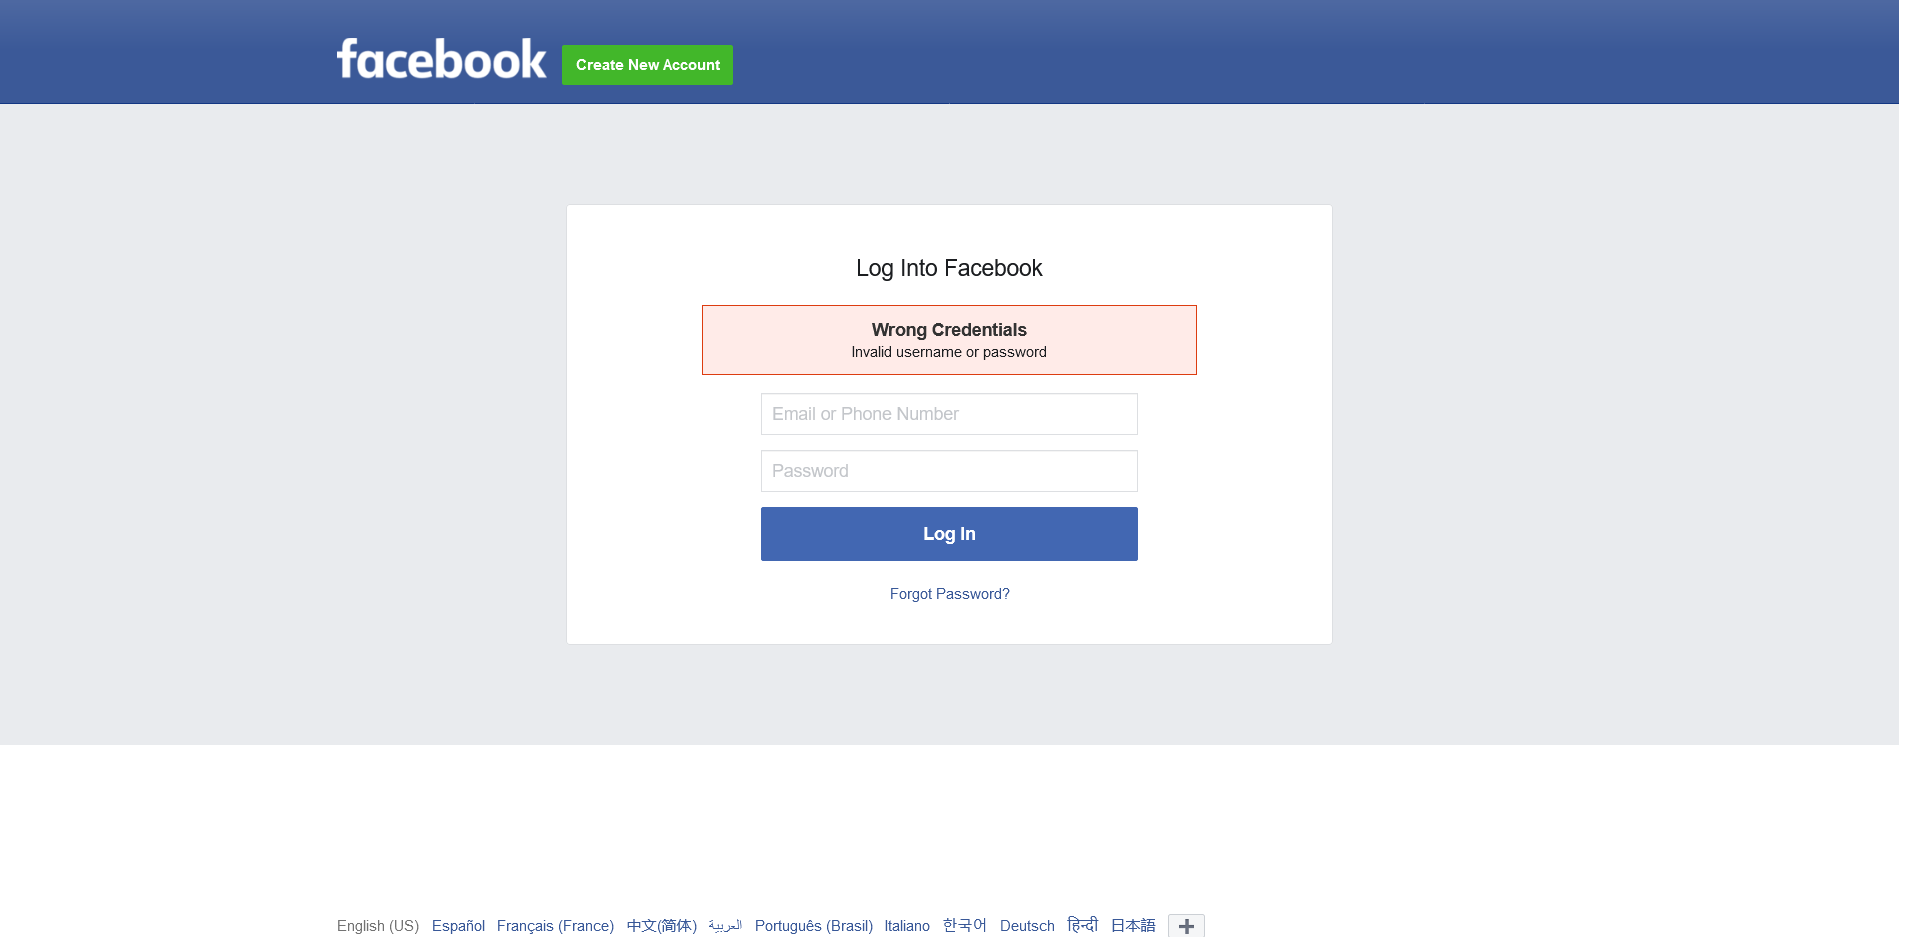 facebook Create New Account
Log Into Facebook
Wrong Credentials
Invalid username or password
Email or Phone Number
Password
Log In
Forgot Password?
English (US) Español Français (France) 中文(简体) العربية Português (Brasil) Italiano 한국어 Deutsch हिन्दी 日本語